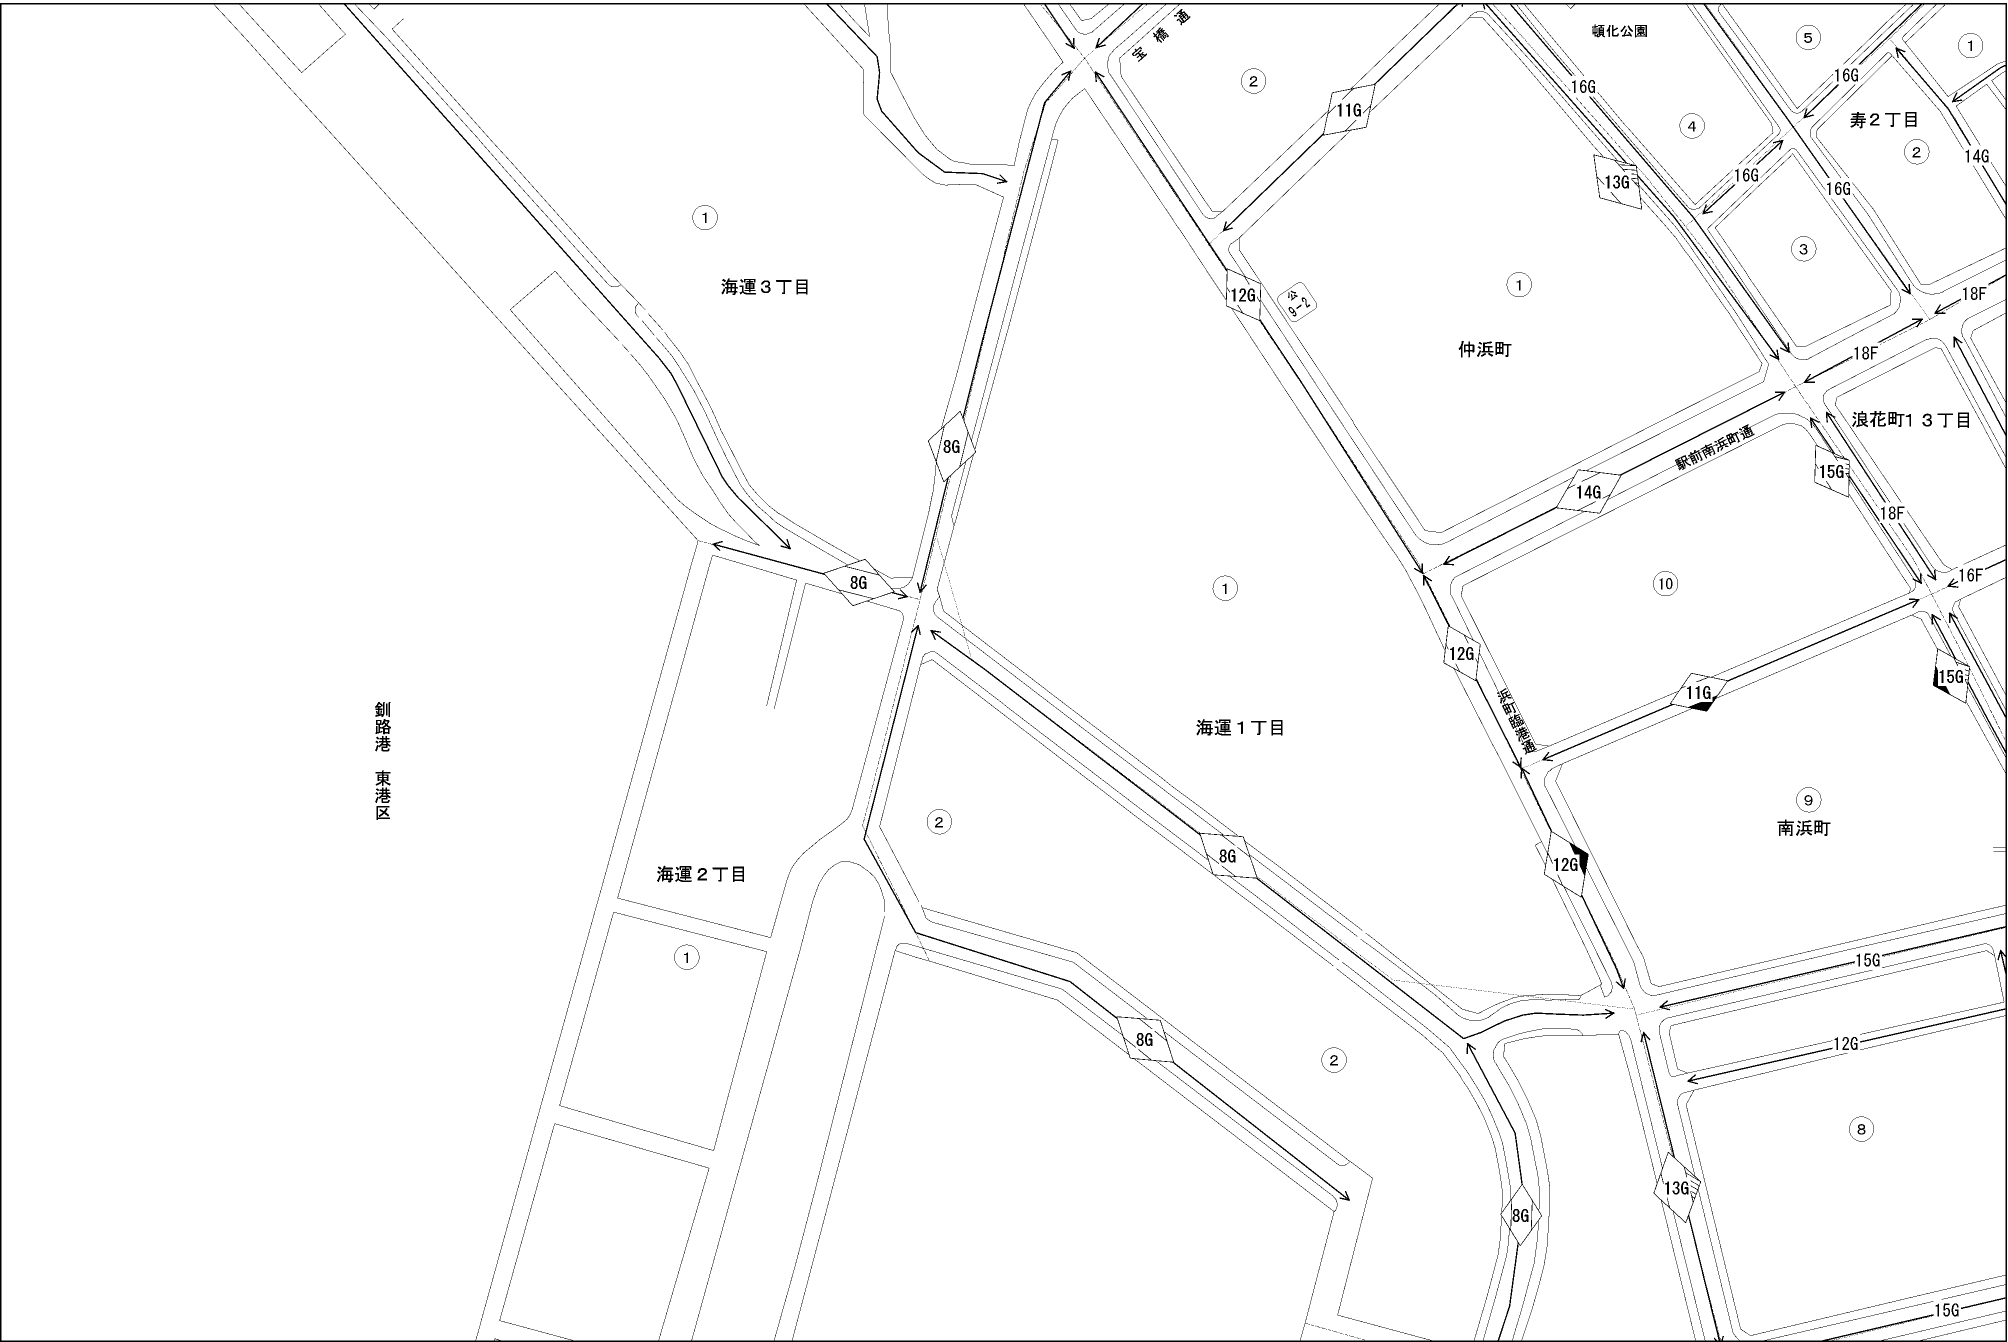 宝橋通
頓化公園
5
1
2
11G
16G
16G
寿2丁目
4
2
14G
13G
16G
16G
1
3
海運3丁目
12G
公
9-2
1
18F
仲浜町
18F
8G
浪花町13丁目
駅前南浜町通
15G
14G
18F
8G
1
10
16F
12G
15G
11G
浜町臨港通
釧路港 東港区
海運1丁目
2
9
南浜町
8G
12G
海運2丁目
1
15G
8G
2
12G
8
13G
8G
15G